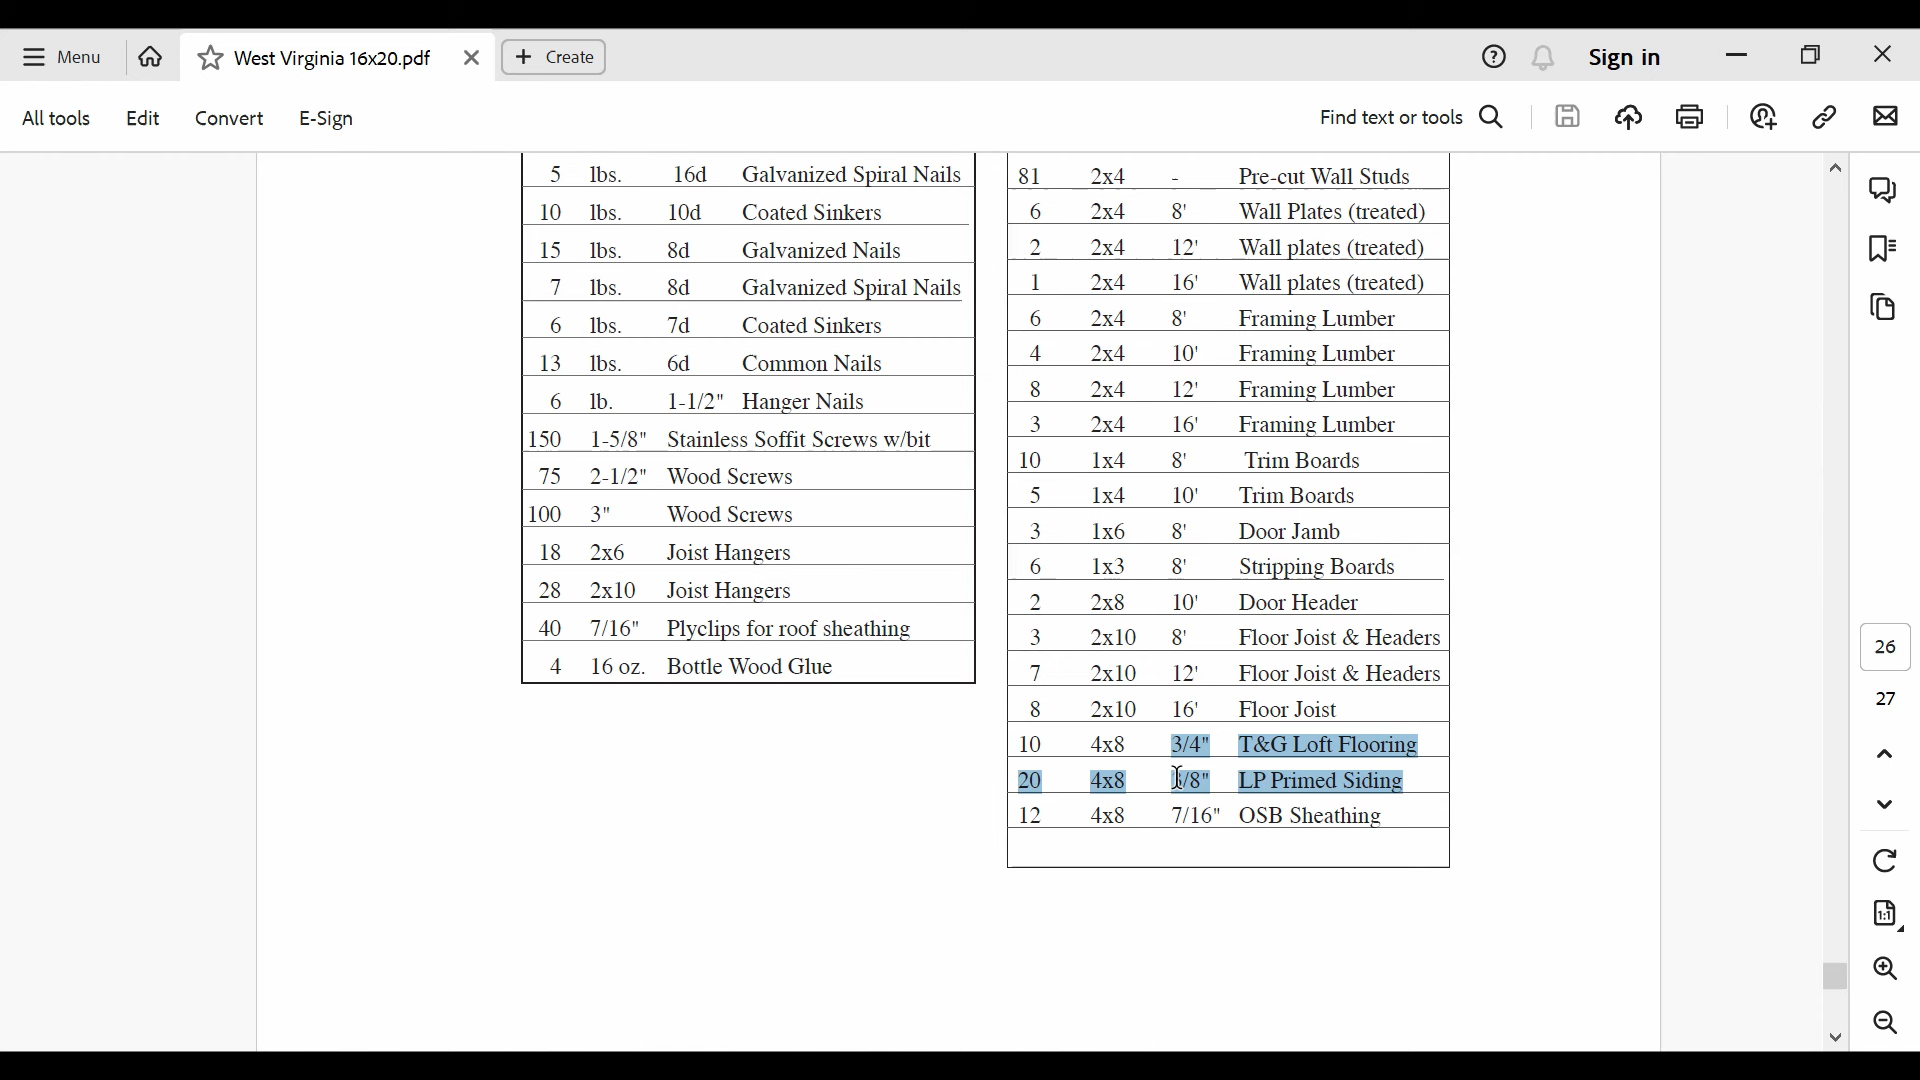 Menu
West Virginia 16x20.pdf
Create
Sign in
All tools
Edit
Convert
E-Sign
Find text or tools
5 lbs. 16d Galvanized Spiral Nails
10 lbs. 10d Coated Sinkers
15 lbs. 8d Galvanized Nails
7 lbs. 8d Galvanized Spiral Nails
6 lbs. 7d Coated Sinkers
13 lbs. 6d Common Nails
6 lb. 1-1/2" Hanger Nails
150 1-5/8" Stainless Soffit Screws w/bit
75 2-1/2" Wood Screws
100 3" Wood Screws
18 2x6 Joist Hangers
28 2x10 Joist Hangers
40 7/16" Plyclips for roof sheathing
4 16 oz. Bottle Wood Glue
81 2x4 - Pre-cut Wall Studs
6 2x4 8' Wall Plates (treated)
2 2x4 12' Wall plates (treated)
1 2x4 16' Wall plates (treated)
6 2x4 8' Framing Lumber
4 2x4 10' Framing Lumber
8 2x4 12' Framing Lumber
3 2x4 16' Framing Lumber
10 1x4 8' Trim Boards
5 1x4 10' Trim Boards
3 1x6 8' Door Jamb
6 1x3 8' Stripping Boards
2 2x8 10' Door Header
3 2x10 8' Floor Joist & Headers
7 2x10 12' Floor Joist & Headers
8 2x10 16' Floor Joist
10 4x8 3/4" T&G Loft Flooring
20 4x8 LP Primed Siding
12 4x8 7/16" OSB Sheathing
26
27
1:1